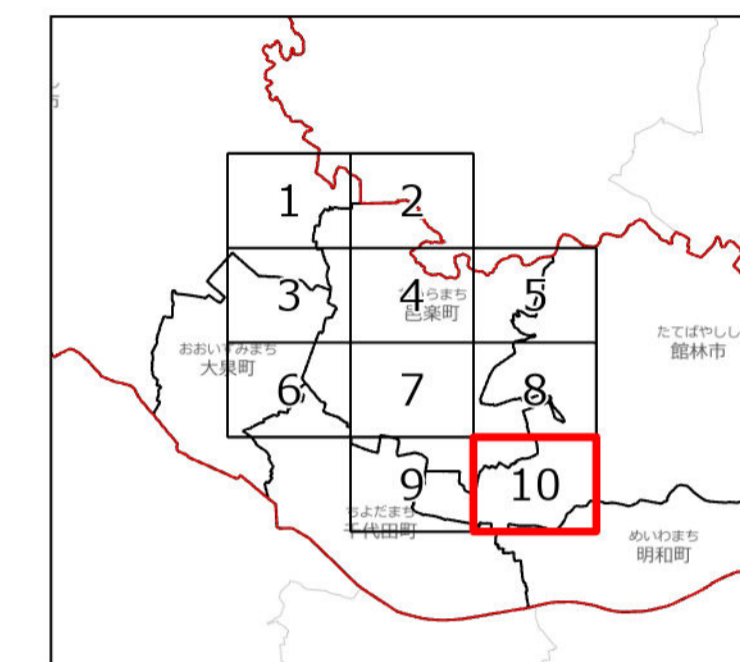 1
2
3
4
5
らまち
邑楽町
たてばやしし
館林市
おおいずみまち
大泉町
6
7
8
9
10
ちよだまち
千代田町
めいわまち
明和町